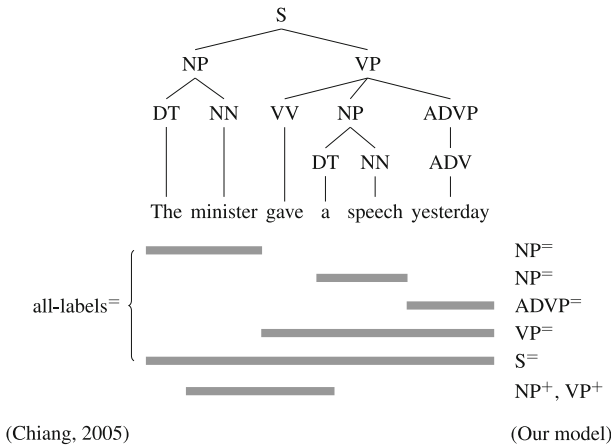 S
NP VP
DT NN VV NP ADVP
DT NN ADV
The minister gave a speech yesterday
NP=
NP=
all-labels= ADVP=
VP=
S=
NP+, VP+
(Chiang, 2005) (Our model)